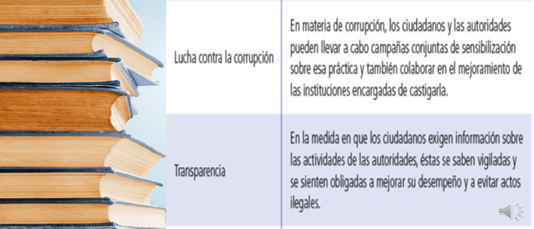 Lucha contra la corrupción
En materia de corrupción, los ciudadanos y las autoridades
pueden llevar a cabo campañas conjuntas de sensibilización
sobre esa práctica y también colaborar en el mejoramiento de
las instituciones encargadas de castigarla.
Transparencia
En la medida en que los ciudadanos exigen información sobre
las actividades de las autoridades, éstas se saben vigiladas y
se sienten obligadas a mejorar su desempeño y a evitar actos
ilegales.